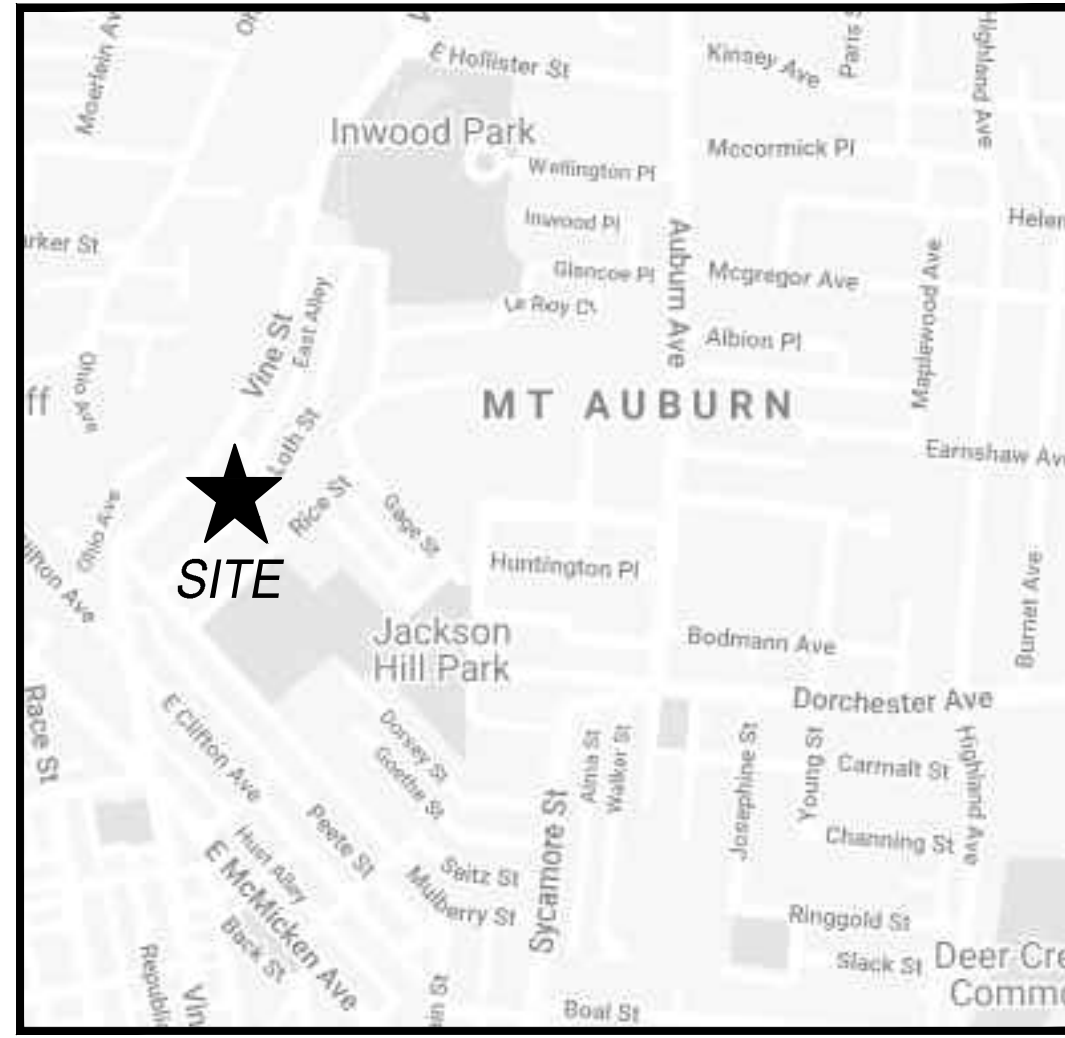 E Hollister St
Kinsey Ave
Highland Ave
Inwood Park
Mccormick Pl
Wellington Pl
Inwood Pl
Auburn Ave
Glencoe Pl
Mcgregor Ave
Le Roy Ct
East Alley
Vine St
Albion Pl
Maplewood Ave
Ohio Ave
ff
MT AUBURN
Loth St
Earnshaw Av
Rice St
Gage St
Ohio Ave
SITE
Huntington Pl
Burnet Ave
Jackson
Hill Park
Bodmann Ave
Dorchester Ave
Race St
E Clifton Ave
Dorsey St
Goethe St
Alma St
Walker St
Josephine St
Young St
Carmalt St
Highland Ave
Channing St
Peete St
Hust Alley
E McMicken Ave
Back St
Seitz St
Mulberry St
Sycamore St
Ringgold St
Slack St
Deer Cre
Comm
Boal St
Republic
Vin